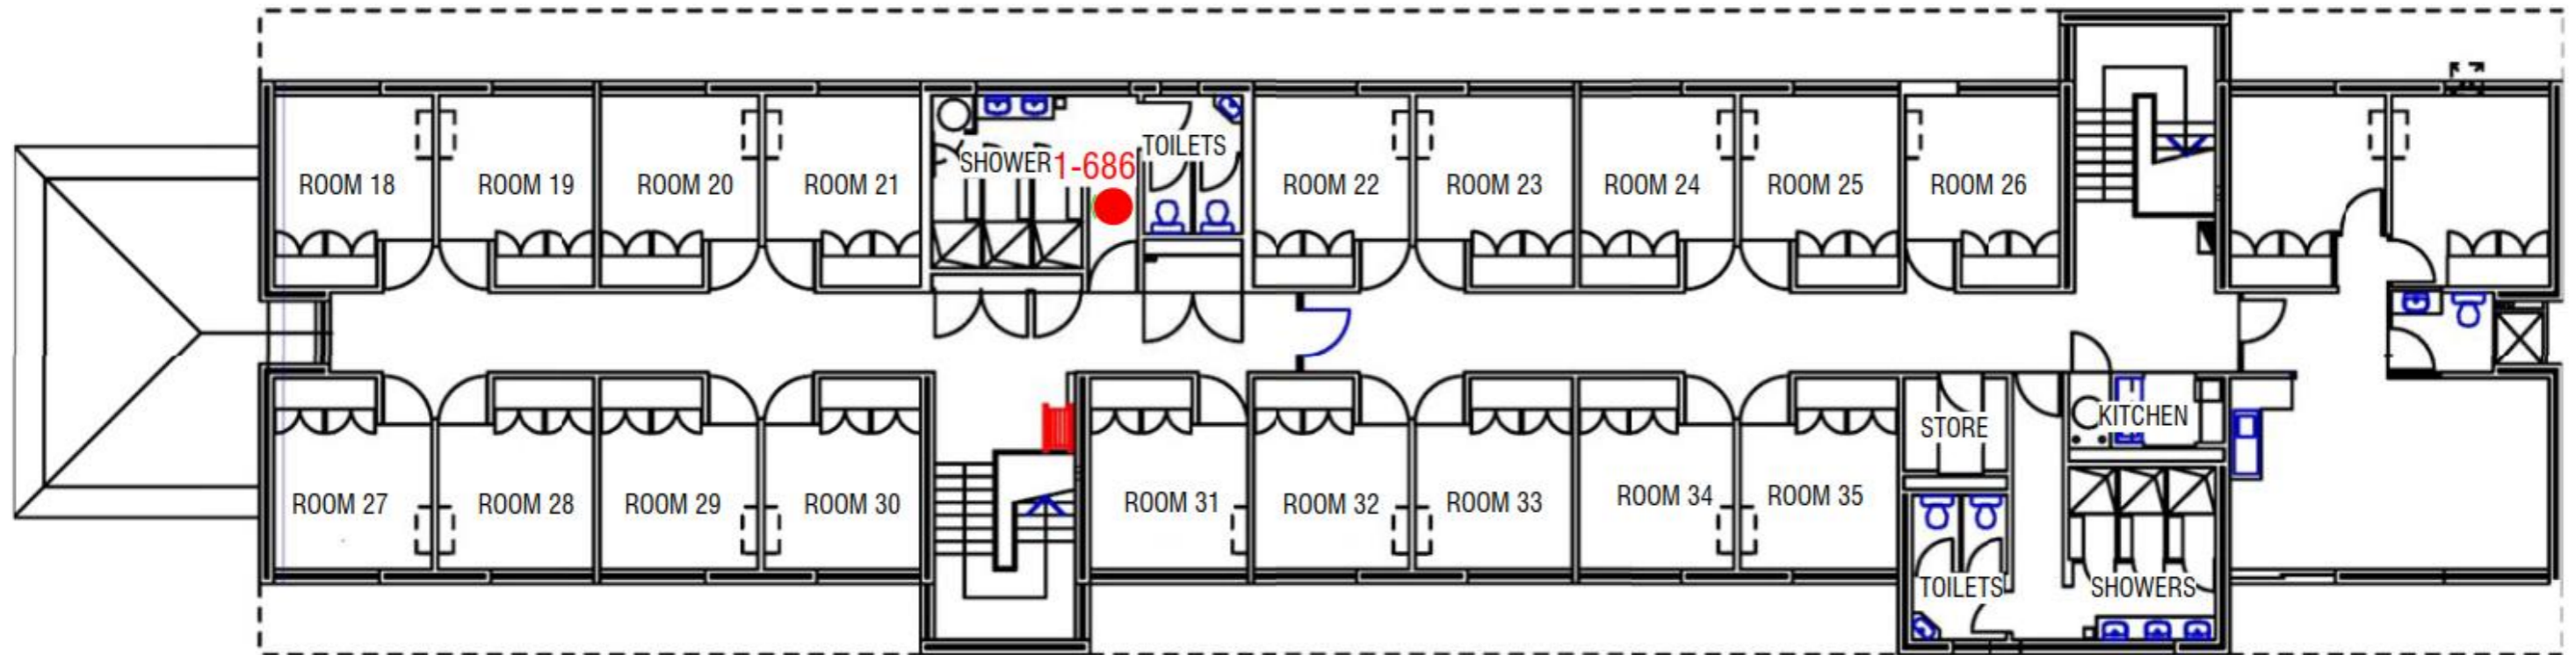 SHOWER
1-686
TOILETS
ROOM 18
ROOM 19
ROOM 20
ROOM 21
ROOM 22
ROOM 23
ROOM 24
ROOM 25
ROOM 26
STORE
KITCHEN
ROOM 27
ROOM 28
ROOM 29
ROOM 30
ROOM 31
ROOM 32
ROOM 33
ROOM 34
ROOM 35
TOILETS
SHOWERS